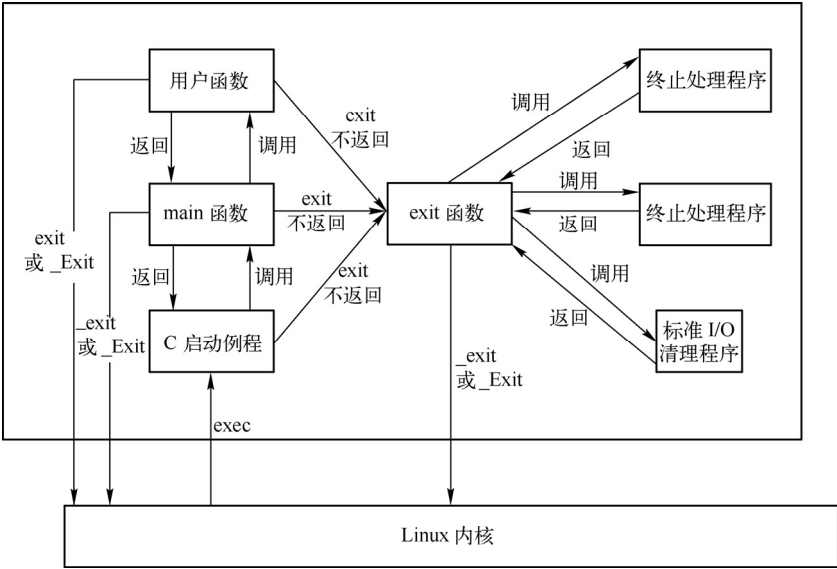 用户函数
终止处理程序
调用
cxit
不返回
返回
调用
返回
main 函数
exit
不返回
exit 函数
调用
返回
终止处理程序
exit
或 _Exit
返回
调用
exit
不返回
调用
返回
_exit
或 _Exit
C 启动例程
标准 I/O
清理程序
_exit
或 _Exit
exec
Linux 内核